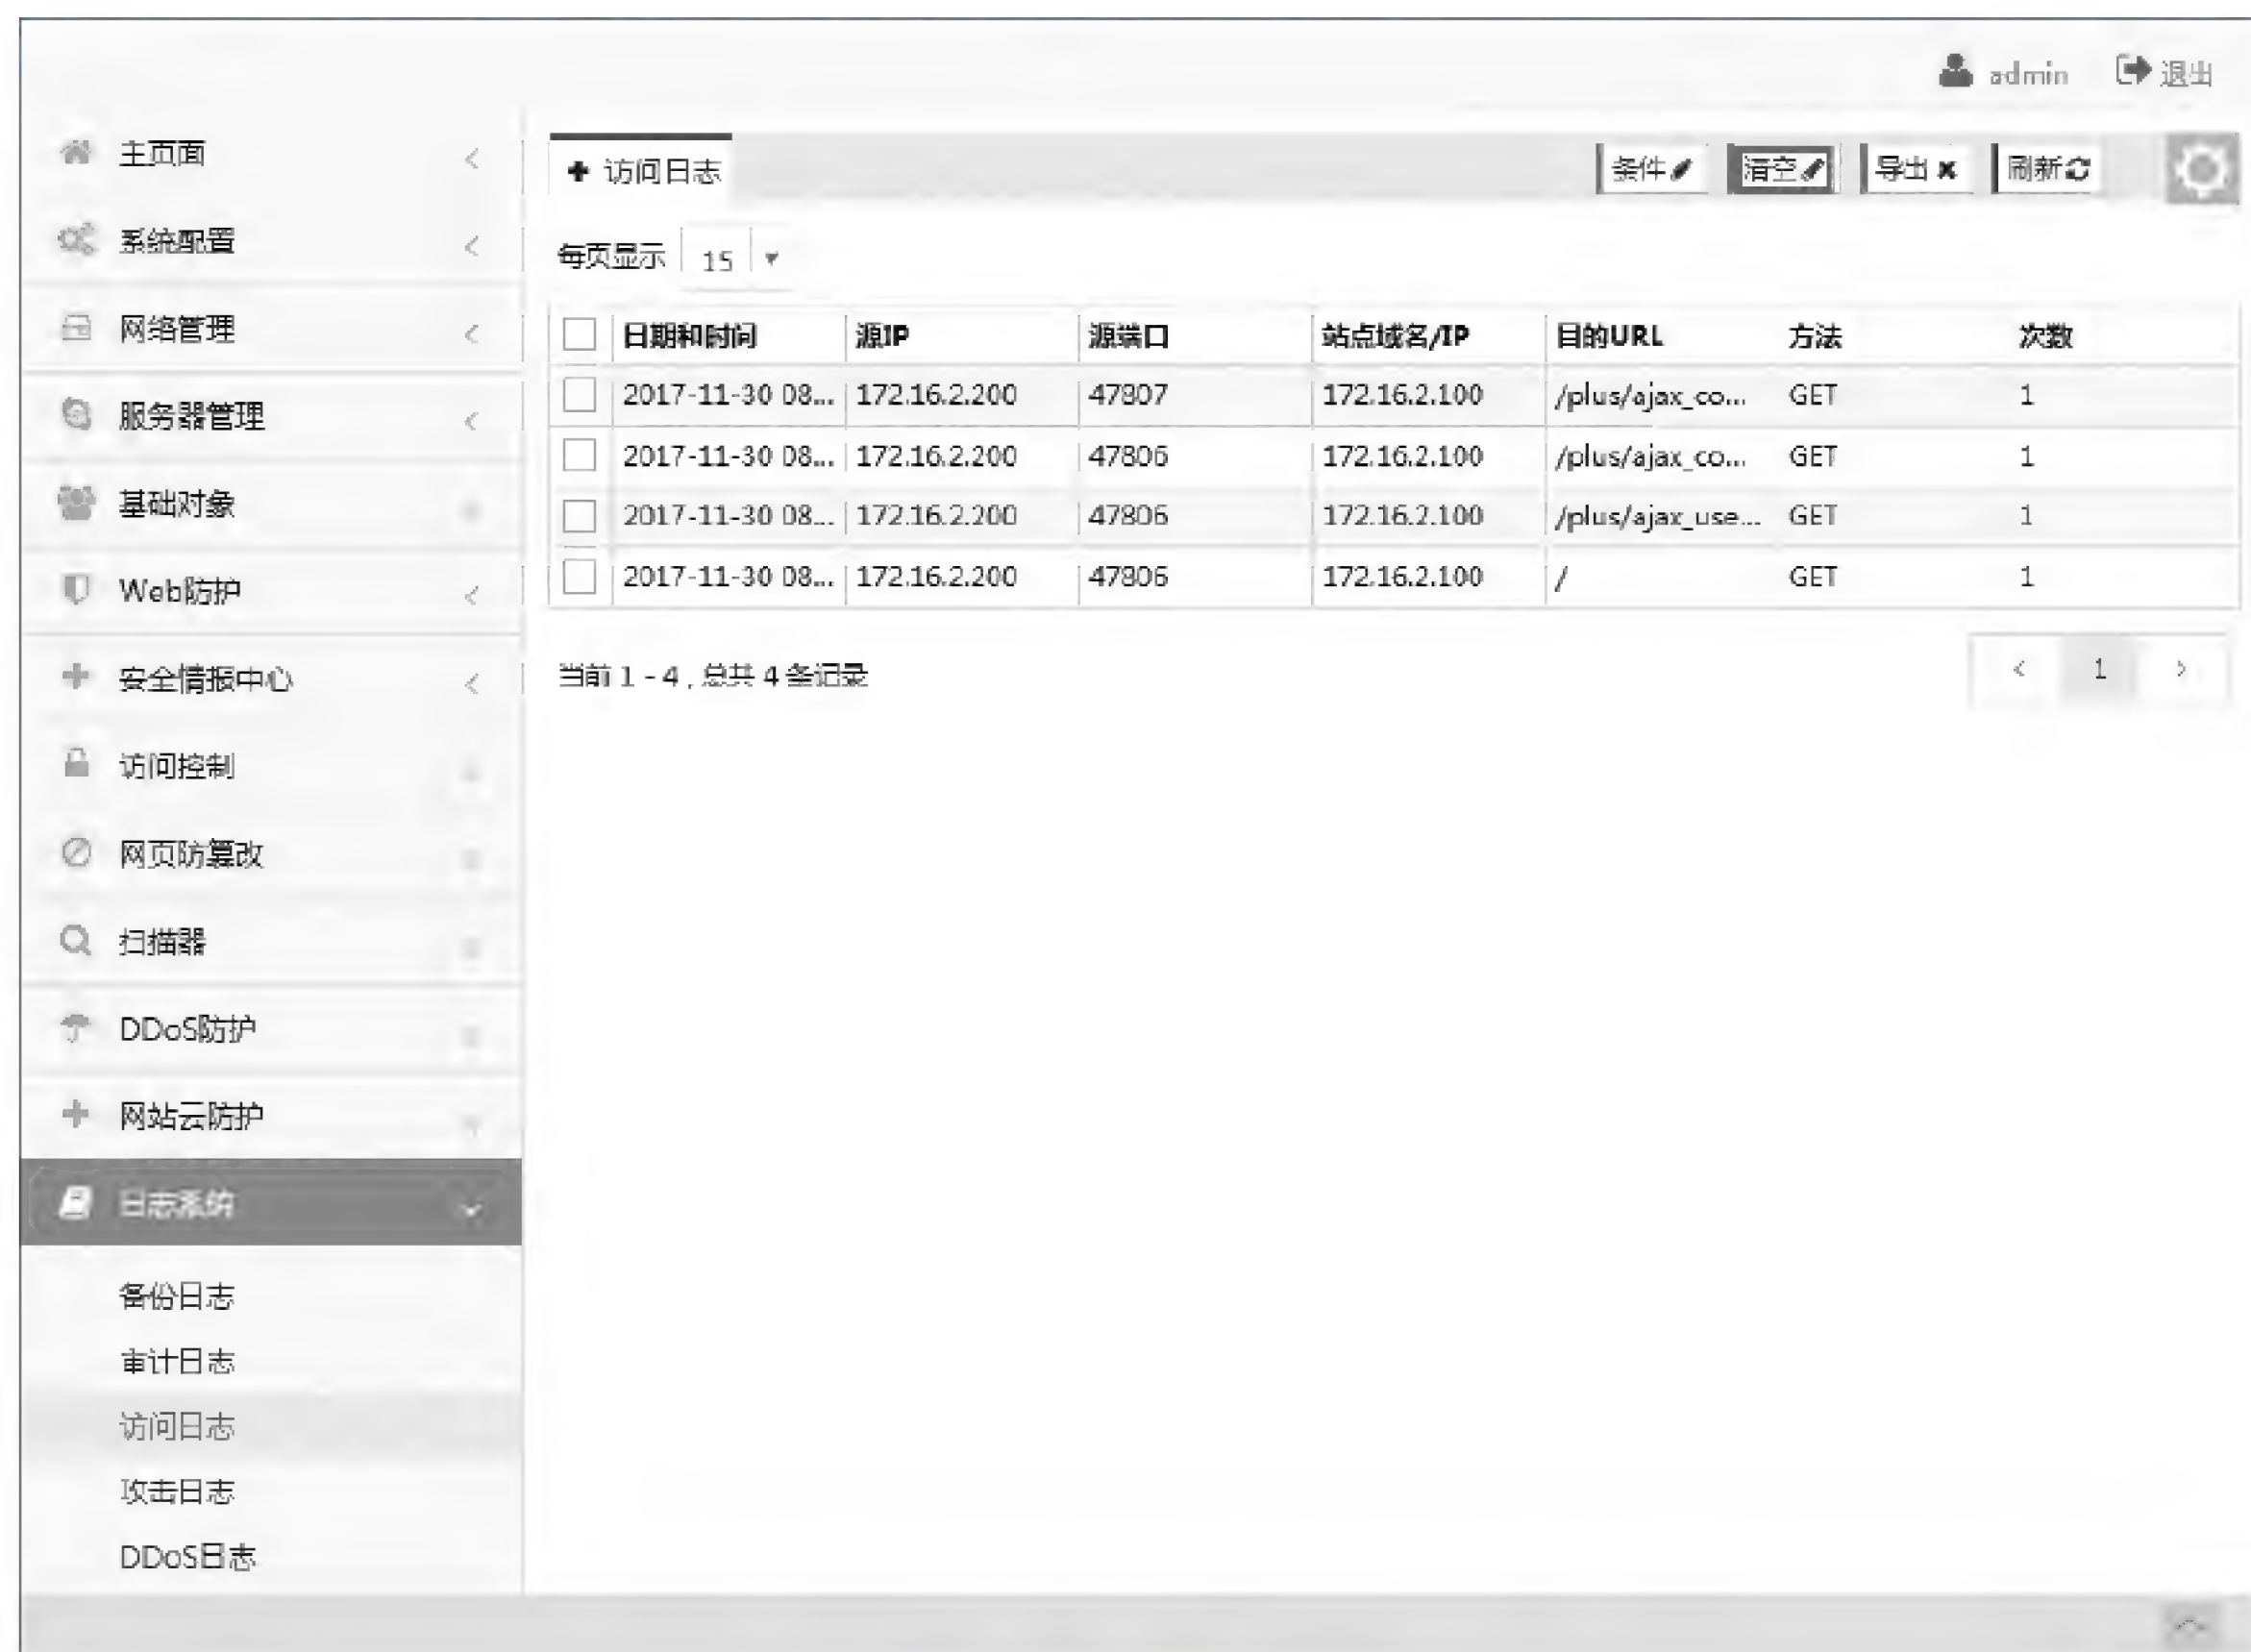 admin 退出
主页面
系统配置
网络管理
服务器管理
基础对象
Web防护
安全情报中心
访问控制
网页防篡改
扫描器
DDoS防护
网站云防护
日志系统
备份日志
审计日志
访问日志
攻击日志
DDoS日志
访问日志 条件 清空 导出 刷新
每页显示 15
日期和时间 源IP 源端口 站点域名/IP 目的URL 方法 次数
2017-11-30 08... 172.16.2.200 47807 172.16.2.100 /plus/ajax_co... GET 1
2017-11-30 08... 172.16.2.200 47806 172.16.2.100 /plus/ajax_co... GET 1
2017-11-30 08... 172.16.2.200 47806 172.16.2.100 /plus/ajax_use... GET 1
2017-11-30 08... 172.16.2.200 47806 172.16.2.100 / GET 1
当前 1 - 4 , 总共 4 条记录
< 1 >